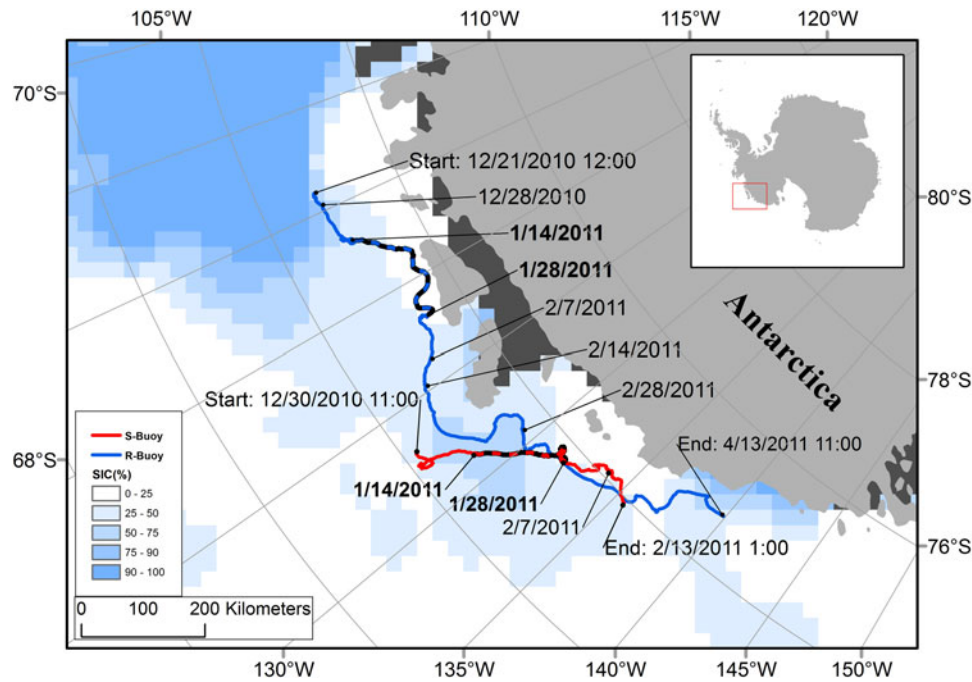 105°W
110°W
115°W
120°W
70°S
Start: 12/21/2010 12:00
12/28/2010
80°S
1/14/2011
1/28/2011
2/7/2011
Antarctica
2/14/2011
78°S
Start: 12/30/2010 11:00
2/28/2011
S-Buoy
R-Buoy
End: 4/13/2011 11:00
68°S
SIC(%)
1/14/2011
1/28/2011
0 - 25
25 - 50
2/7/2011
50 - 75
End: 2/13/2011 1:00
76°S
75 - 90
90 - 100
0 100 200 Kilometers
130°W
135°W
140°W
145°W
150°W